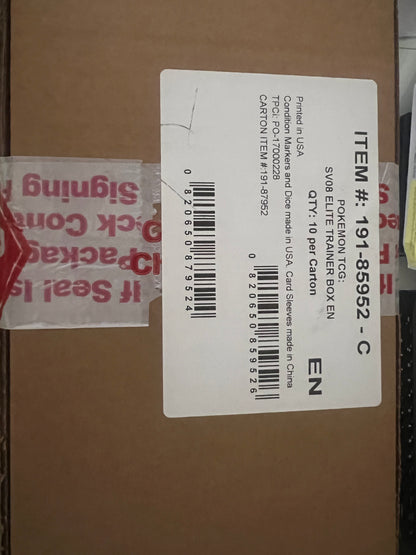 ITEM #: 191-85952 - C
POKEMON TCG:
SV08 ELITE TRAINER BOX EN
QTY: 10 per Carton
EN
Printed in USA
Condition Markers and Dice made in USA. Card Sleeves made in China
TPCi: PO-17000228
CARTON ITEM #:191-87952
0 820650 859526
0 820650 879524
If Seal Is
Package
ck Con
Signing